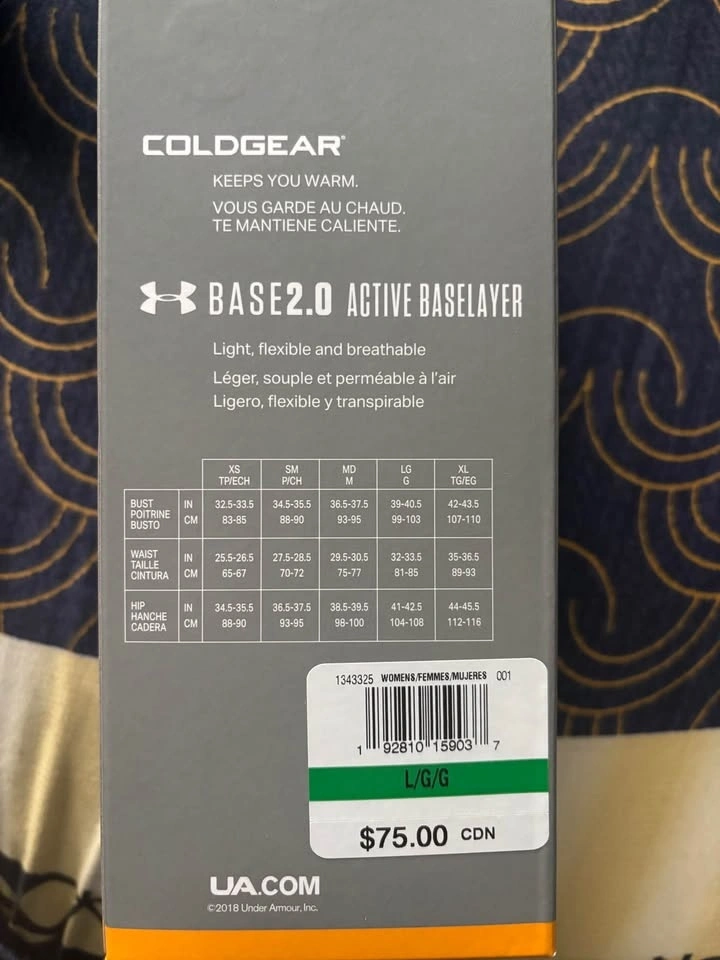 COLDGEAR®
KEEPS YOU WARM.
VOUS GARDE AU CHAUD.
TE MANTIENE CALIENTE.
BASE2.0 ACTIVE BASELAYER
Light, flexible and breathable
Léger, souple et perméable à l'air
Ligero, flexible y transpirable
XS SM MD LG XL
TP/ECH P/CH M G TG/EG
BUST POITRINE BUSTO IN 32.5-33.5 34.5-35.5 36.5-37.5 39-40.5 42-43.5
CM 83-85 88-90 93-95 99-103 107-110
WAIST TAILLE CINTURA IN 25.5-26.5 27.5-28.5 29.5-30.5 32-33.5 35-36.5
CM 65-67 70-72 75-77 81-85 89-93
HIP HANCHE CADERA IN 34.5-35.5 36.5-37.5 38.5-39.5 41-42.5 44-45.5
CM 88-90 93-95 98-100 104-108 112-116
1343325 WOMENS/FEMMES/MUJERES 001
1 92810 15903 7
L/G/G
$75.00 CDN
UA.COM
©2018 Under Armour, Inc.